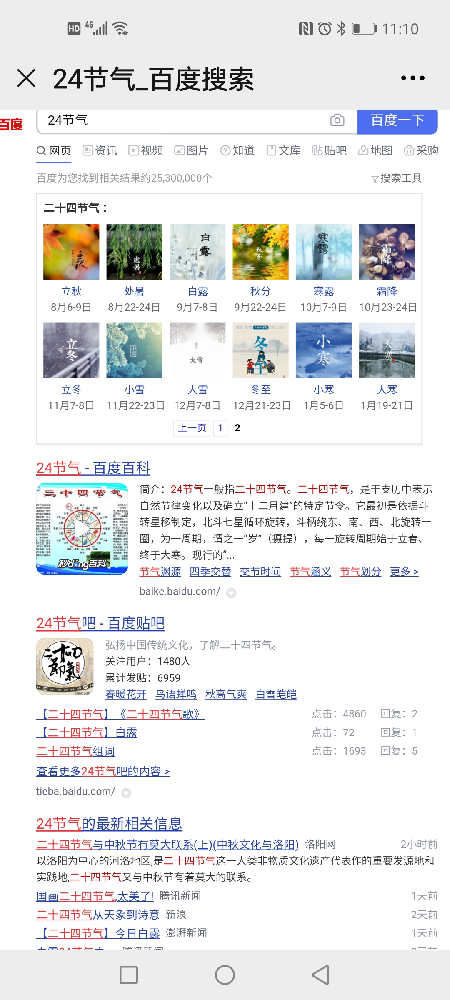 HD 4G 11:10
24节气_百度搜索
百度 24节气 百度一下
网页 资讯 视频 图片 知道 文库 贴吧 地图 采购
百度为您找到相关结果约25,300,000个 搜索工具
二十四节气：
立秋 處暑 白露 秋分 寒露 霜降
立秋 处暑 白露 秋分 寒露 霜降
8月6-9日 8月22-24日 9月7-8日 9月22-24日 10月7-9日 10月23-24日
立冬 小雪 大雪 冬至 小寒 大寒
立冬 小雪 大雪 冬至 小寒 大寒
11月7-8日 11月22-23日 12月7-8日 12月21-23日 1月5-6日 1月19-21日
上一页 1 2
24节气 - 百度百科
二十四节气
秒dong百科
简介：24节气一般指二十四节气。二十四节气，是干支历中表示
自然节律变化以及确立“十二月建”的特定节令。它最初是依据斗
转星移制定，北斗七星循环旋转，斗柄绕东、南、西、北旋转一
圈，为一周期，谓之一“岁”（摄提），每一旋转周期始于立春、
终于大寒。现行的“...
节气渊源 四季交替 交节时间 节气涵义 节气划分 更多 >
baike.baidu.com/
24节气吧 - 百度贴吧
二十四節氣
弘扬中国传统文化，了解二十四节气。
关注用户：1480人
累计发贴：6959
春暖花开 鸟语蝉鸣 秋高气爽 白雪皑皑
【二十四节气】《二十四节气歌》 点击：4860 回复：2
【二十四节气】白露 点击：72 回复：1
二十四节气组词 点击：1693 回复：5
查看更多24节气吧的内容 >
tieba.baidu.com/
24节气的最新相关信息
二十四节气与中秋节有莫大联系(上)(中秋文化与洛阳) 洛阳网 2小时前
以洛阳为中心的河洛地区,是二十四节气这一人类非物质文化遗产代表作的重要发源地和
实践地,二十四节气又与中秋节有着莫大的联系。
国画二十四节气,太美了! 腾讯新闻 1天前
二十四节气从天象到诗意 新浪 2天前
【二十四节气】今日白露 澎湃新闻 1天前